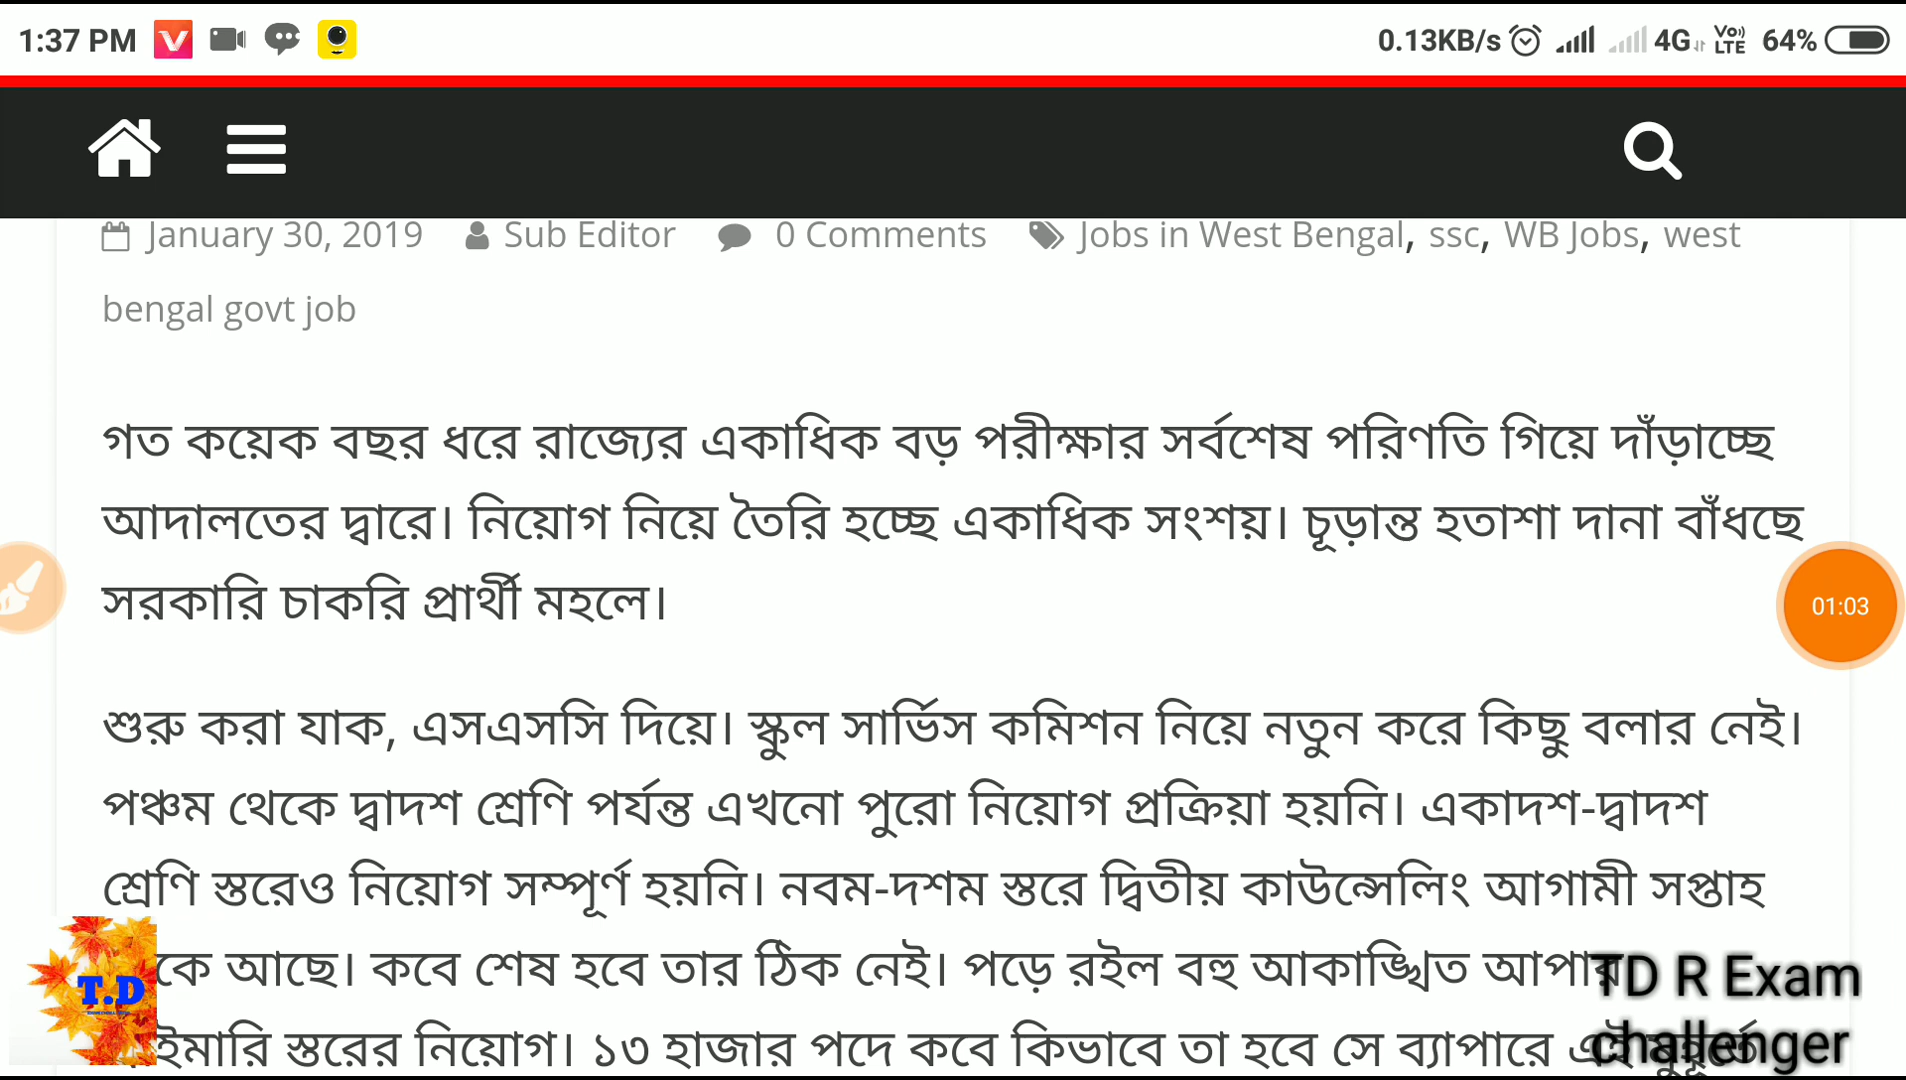 1:37 PM 0.13KB/s 4G VoLTE 64%
January 30, 2019 Sub Editor 0 Comments Jobs in West Bengal, ssc, WB Jobs, west
bengal govt job
গত কয়েক বছর ধরে রাজ্যের একাধিক বড় পরীক্ষার সর্বশেষ পরিণতি গিয়ে দাঁড়াচ্ছে
আদালতের দ্বারে। নিয়োগ নিয়ে তৈরি হচ্ছে একাধিক সংশয়। চূড়ান্ত হতাশা দানা বাঁধছে
সরকারি চাকরি প্রার্থী মহলে।
01:03
শুরু করা যাক, এসএসসি দিয়ে। স্কুল সার্ভিস কমিশন নিয়ে নতুন করে কিছু বলার নেই।
পঞ্চম থেকে দ্বাদশ শ্রেণি পর্যন্ত এখনো পুরো নিয়োগ প্রক্রিয়া হয়নি। একাদশ-দ্বাদশ
শ্রেণি স্তরেও নিয়োগ সম্পূর্ণ হয়নি। নবম-দশম স্তরে দ্বিতীয় কাউন্সেলিং আগামী সপ্তাহ
কে আছে। কবে শেষ হবে তার ঠিক নেই। পড়ে রইল বহু আকাঙ্খিত আপার
ইমারি স্তরের নিয়োগ। ১৩ হাজার পদে কবে কিভাবে তা হবে সে ব্যাপারে
T.D
TD R Exam
challenger